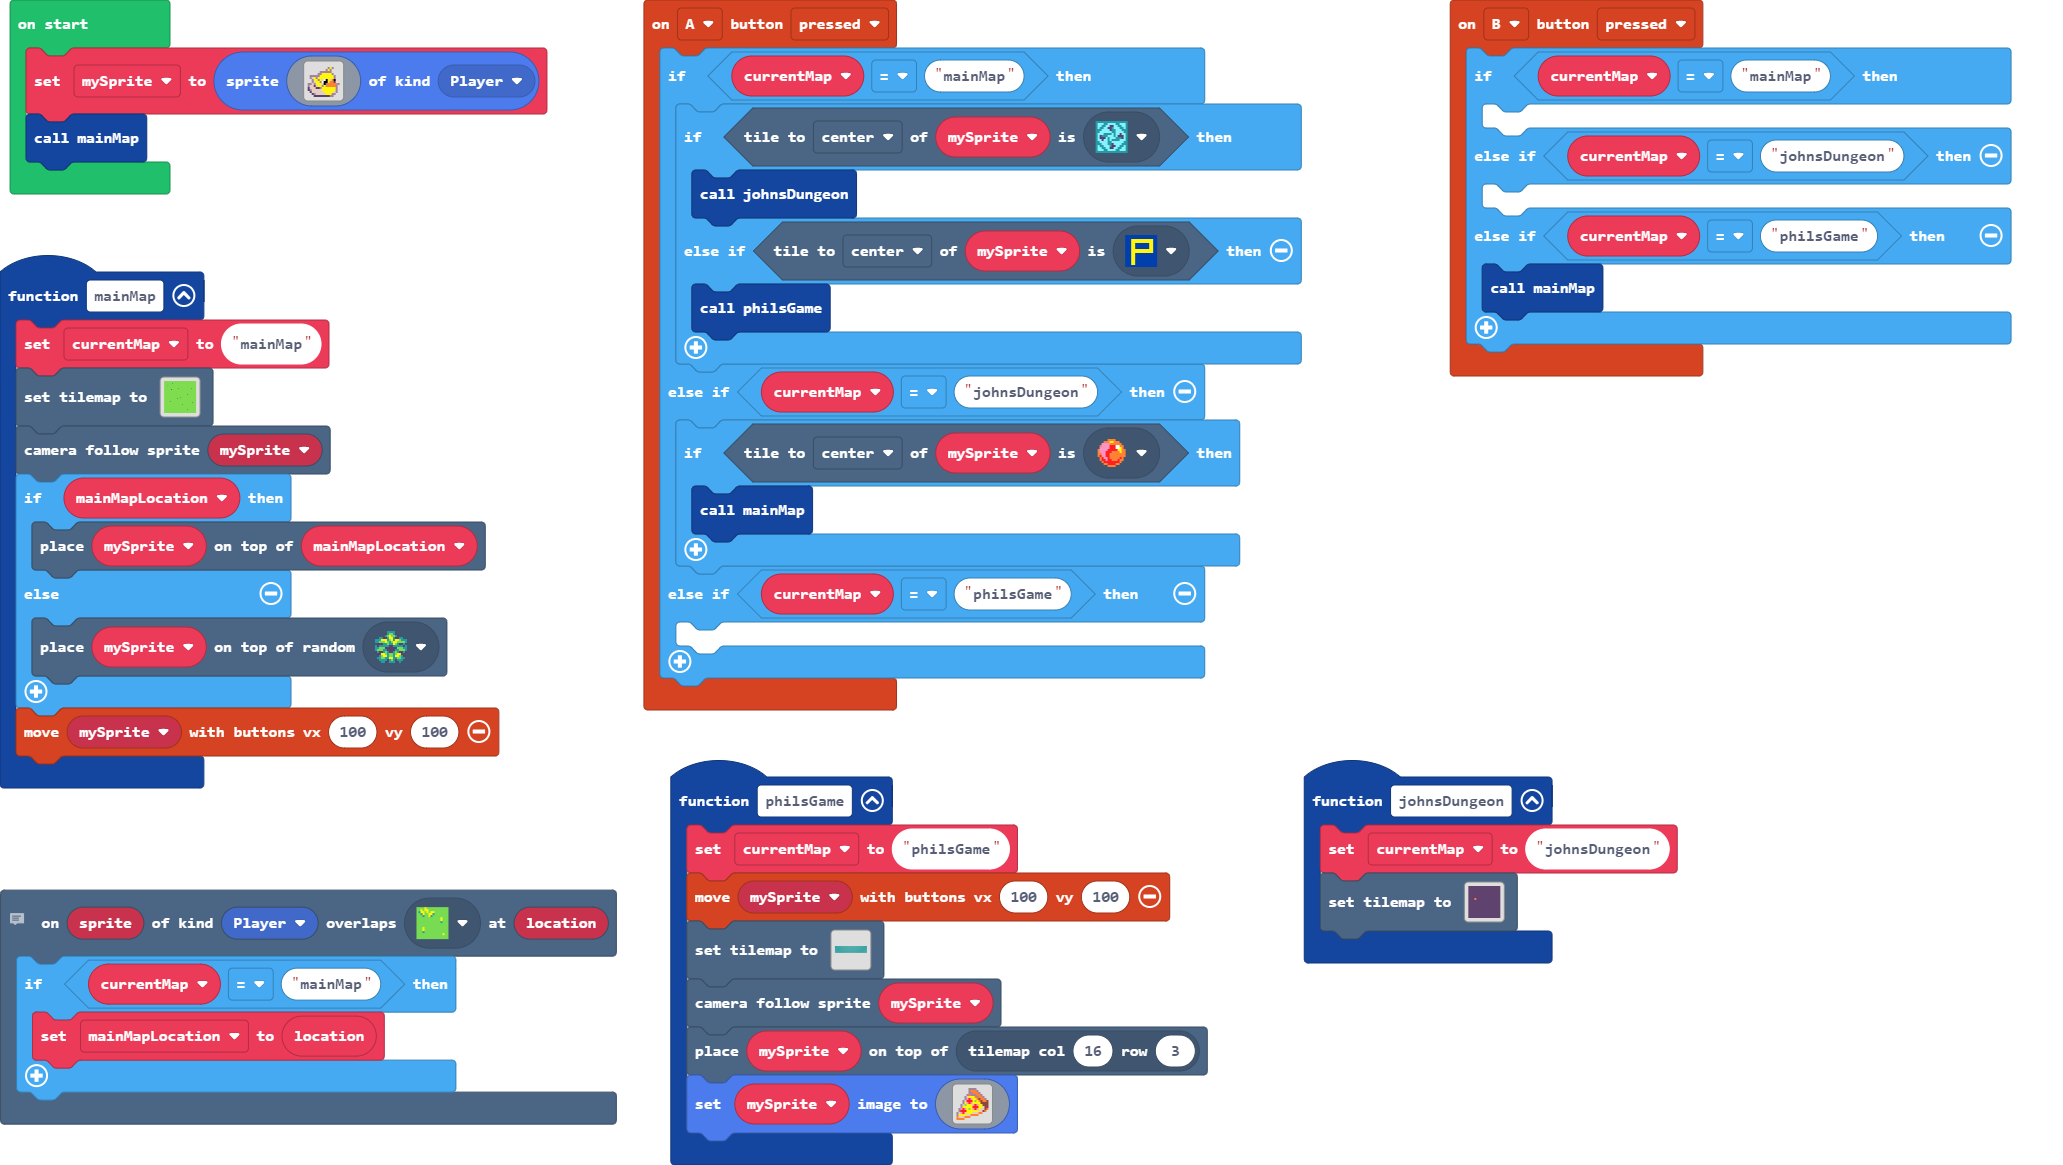 on start
set mySprite to sprite of kind Player
call mainMap
function mainMap
set currentMap to "mainMap"
set tilemap to
camera follow sprite mySprite
if mainMapLocation then
place mySprite on top of mainMapLocation
else
place mySprite on top of random
move mySprite with buttons vx 100 vy 100
on sprite of kind Player overlaps at location
if currentMap = "mainMap" then
set mainMapLocation to location
on A button pressed
if currentMap = "mainMap" then
if tile to center of mySprite is then
call johnsDungeon
else if tile to center of mySprite is P then
call philsGame
else if currentMap = "johnsDungeon" then
if tile to center of mySprite is then
call mainMap
else if currentMap = "philsGame" then
function philsGame
set currentMap to "philsGame"
move mySprite with buttons vx 100 vy 100
set tilemap to
camera follow sprite mySprite
place mySprite on top of tilemap col 16 row 3
set mySprite image to
on B button pressed
if currentMap = "mainMap" then
else if currentMap = "johnsDungeon" then
else if currentMap = "philsGame" then
call mainMap
function johnsDungeon
set currentMap to "johnsDungeon"
set tilemap to